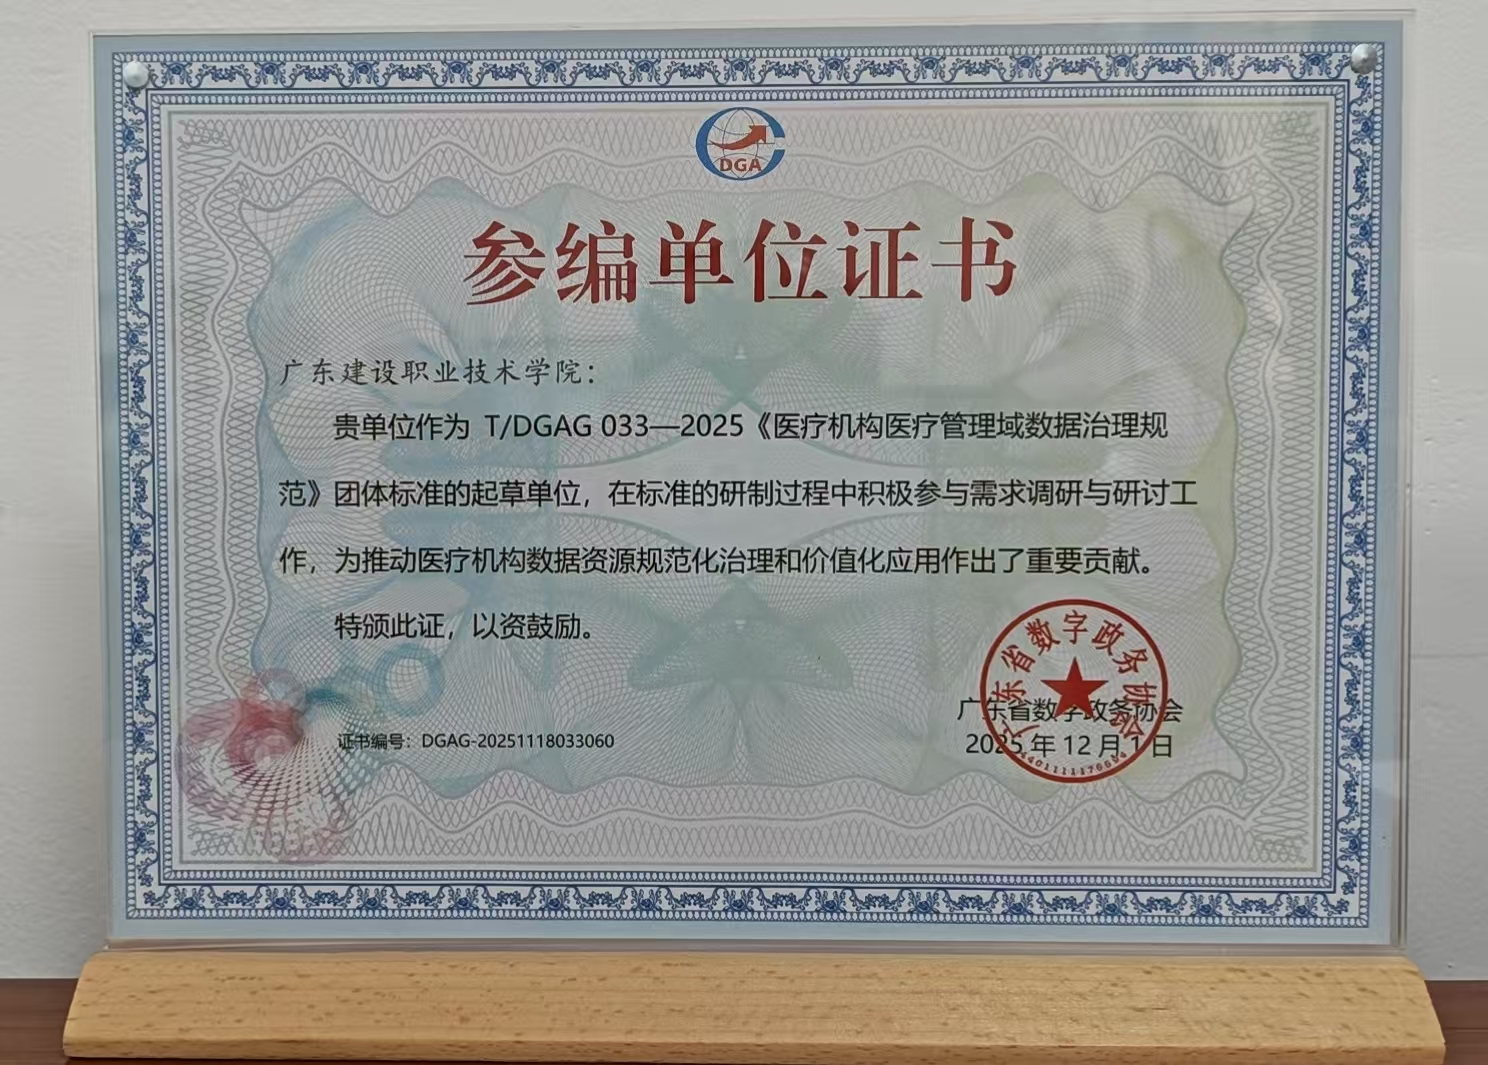 DGA
参编单位证书
广东建设职业技术学院：
贵单位作为 T/DGAG 033—2025《医疗机构医疗管理域数据治理规
范》团体标准的起草单位，在标准的研制过程中积极参与需求调研与研讨工
作，为推动医疗机构数据资源规范化治理和价值化应用作出了重要贡献。
特颁此证，以资鼓励。
广东省数字政务协会
广东省数字政务协会
2025 年 12 月 1 日
证书编号：DGAG-20251118033060